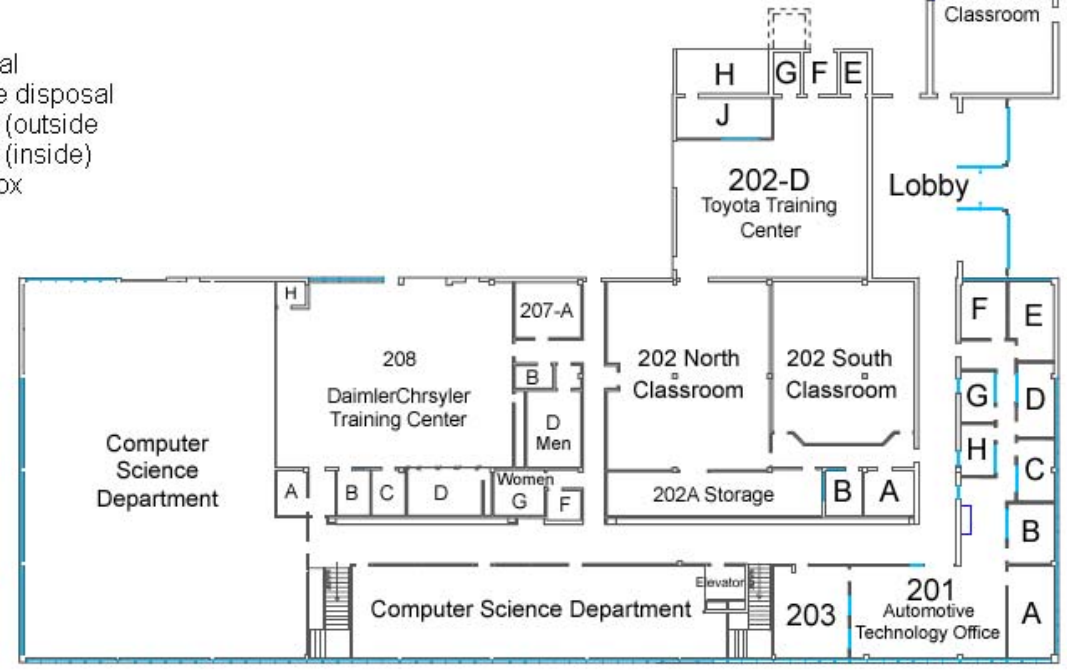 Classroom
al
e disposal
(outside
(inside)
ox
H
G
F
E
J
202-D
Toyota Training
Center
Lobby
H
207-A
208
DaimlerChrsyler
Training Center
B
D
Men
202 North
Classroom
202 South
Classroom
F
E
G
D
H
C
B
A
Computer
Science
Department
A
B
C
D
Women
G
F
202A Storage
B
A
Elevator
Computer Science Department
203
201
Automotive
Technology Office